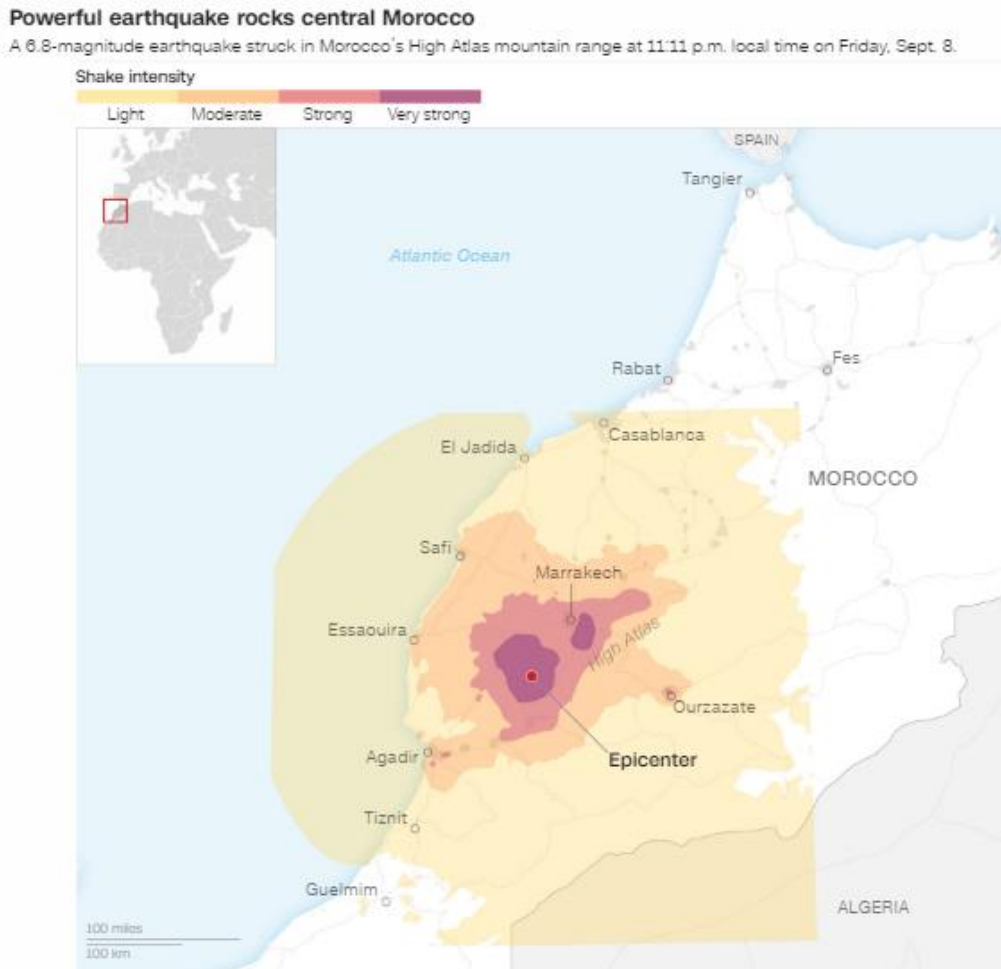 Powerful earthquake rocks central Morocco
A 6.8-magnitude earthquake struck in Morocco's High Atlas mountain range at 11:11 p.m. local time on Friday, Sept. 8.
Shake intensity
Light Moderate Strong Very strong
SPAIN
Tangier
Atlantic Ocean
Rabat
Fes
Casablanca
El Jadida
MOROCCO
Safi
Marrakech
Essaouira
High Atlas
Ourzazate
Agadir
Epicenter
Tiznit
Guelmim
ALGERIA
100 miles
100 km